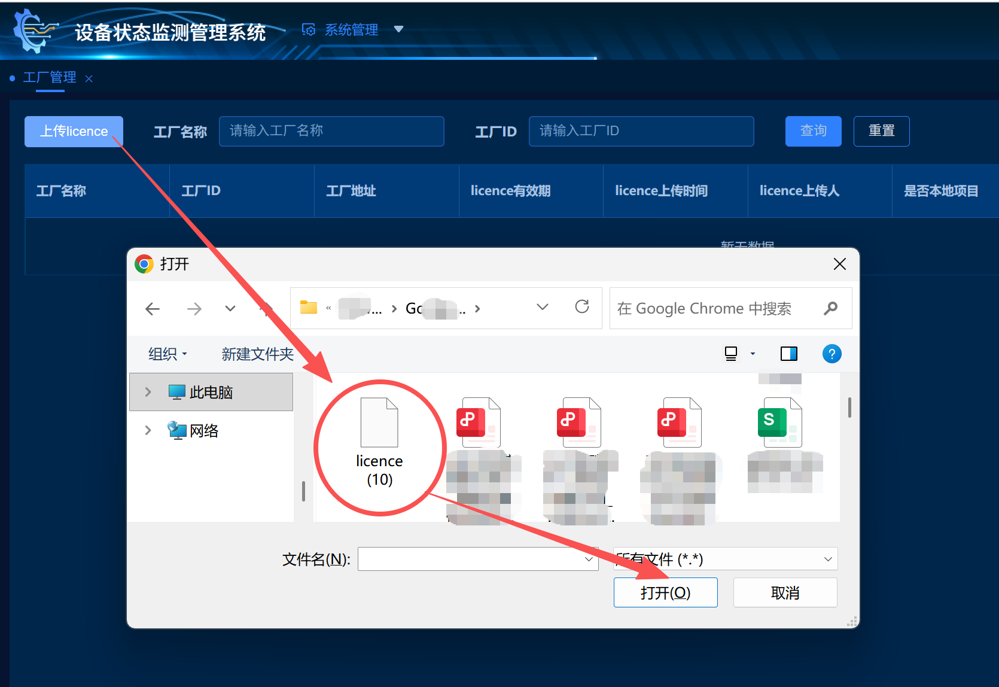 设备状态监测管理系统
系统管理
工厂管理
上传licence
工厂名称
请输入工厂名称
工厂ID
请输入工厂ID
查询
重置
工厂名称
工厂ID
工厂地址
licence有效期
licence上传时间
licence上传人
是否本地项目
暂无数据
打开
在 Google Chrome 中搜索
组织
新建文件夹
此电脑
网络
licence
(10)
文件名(N):
所有文件 (*.*)
打开(O)
取消